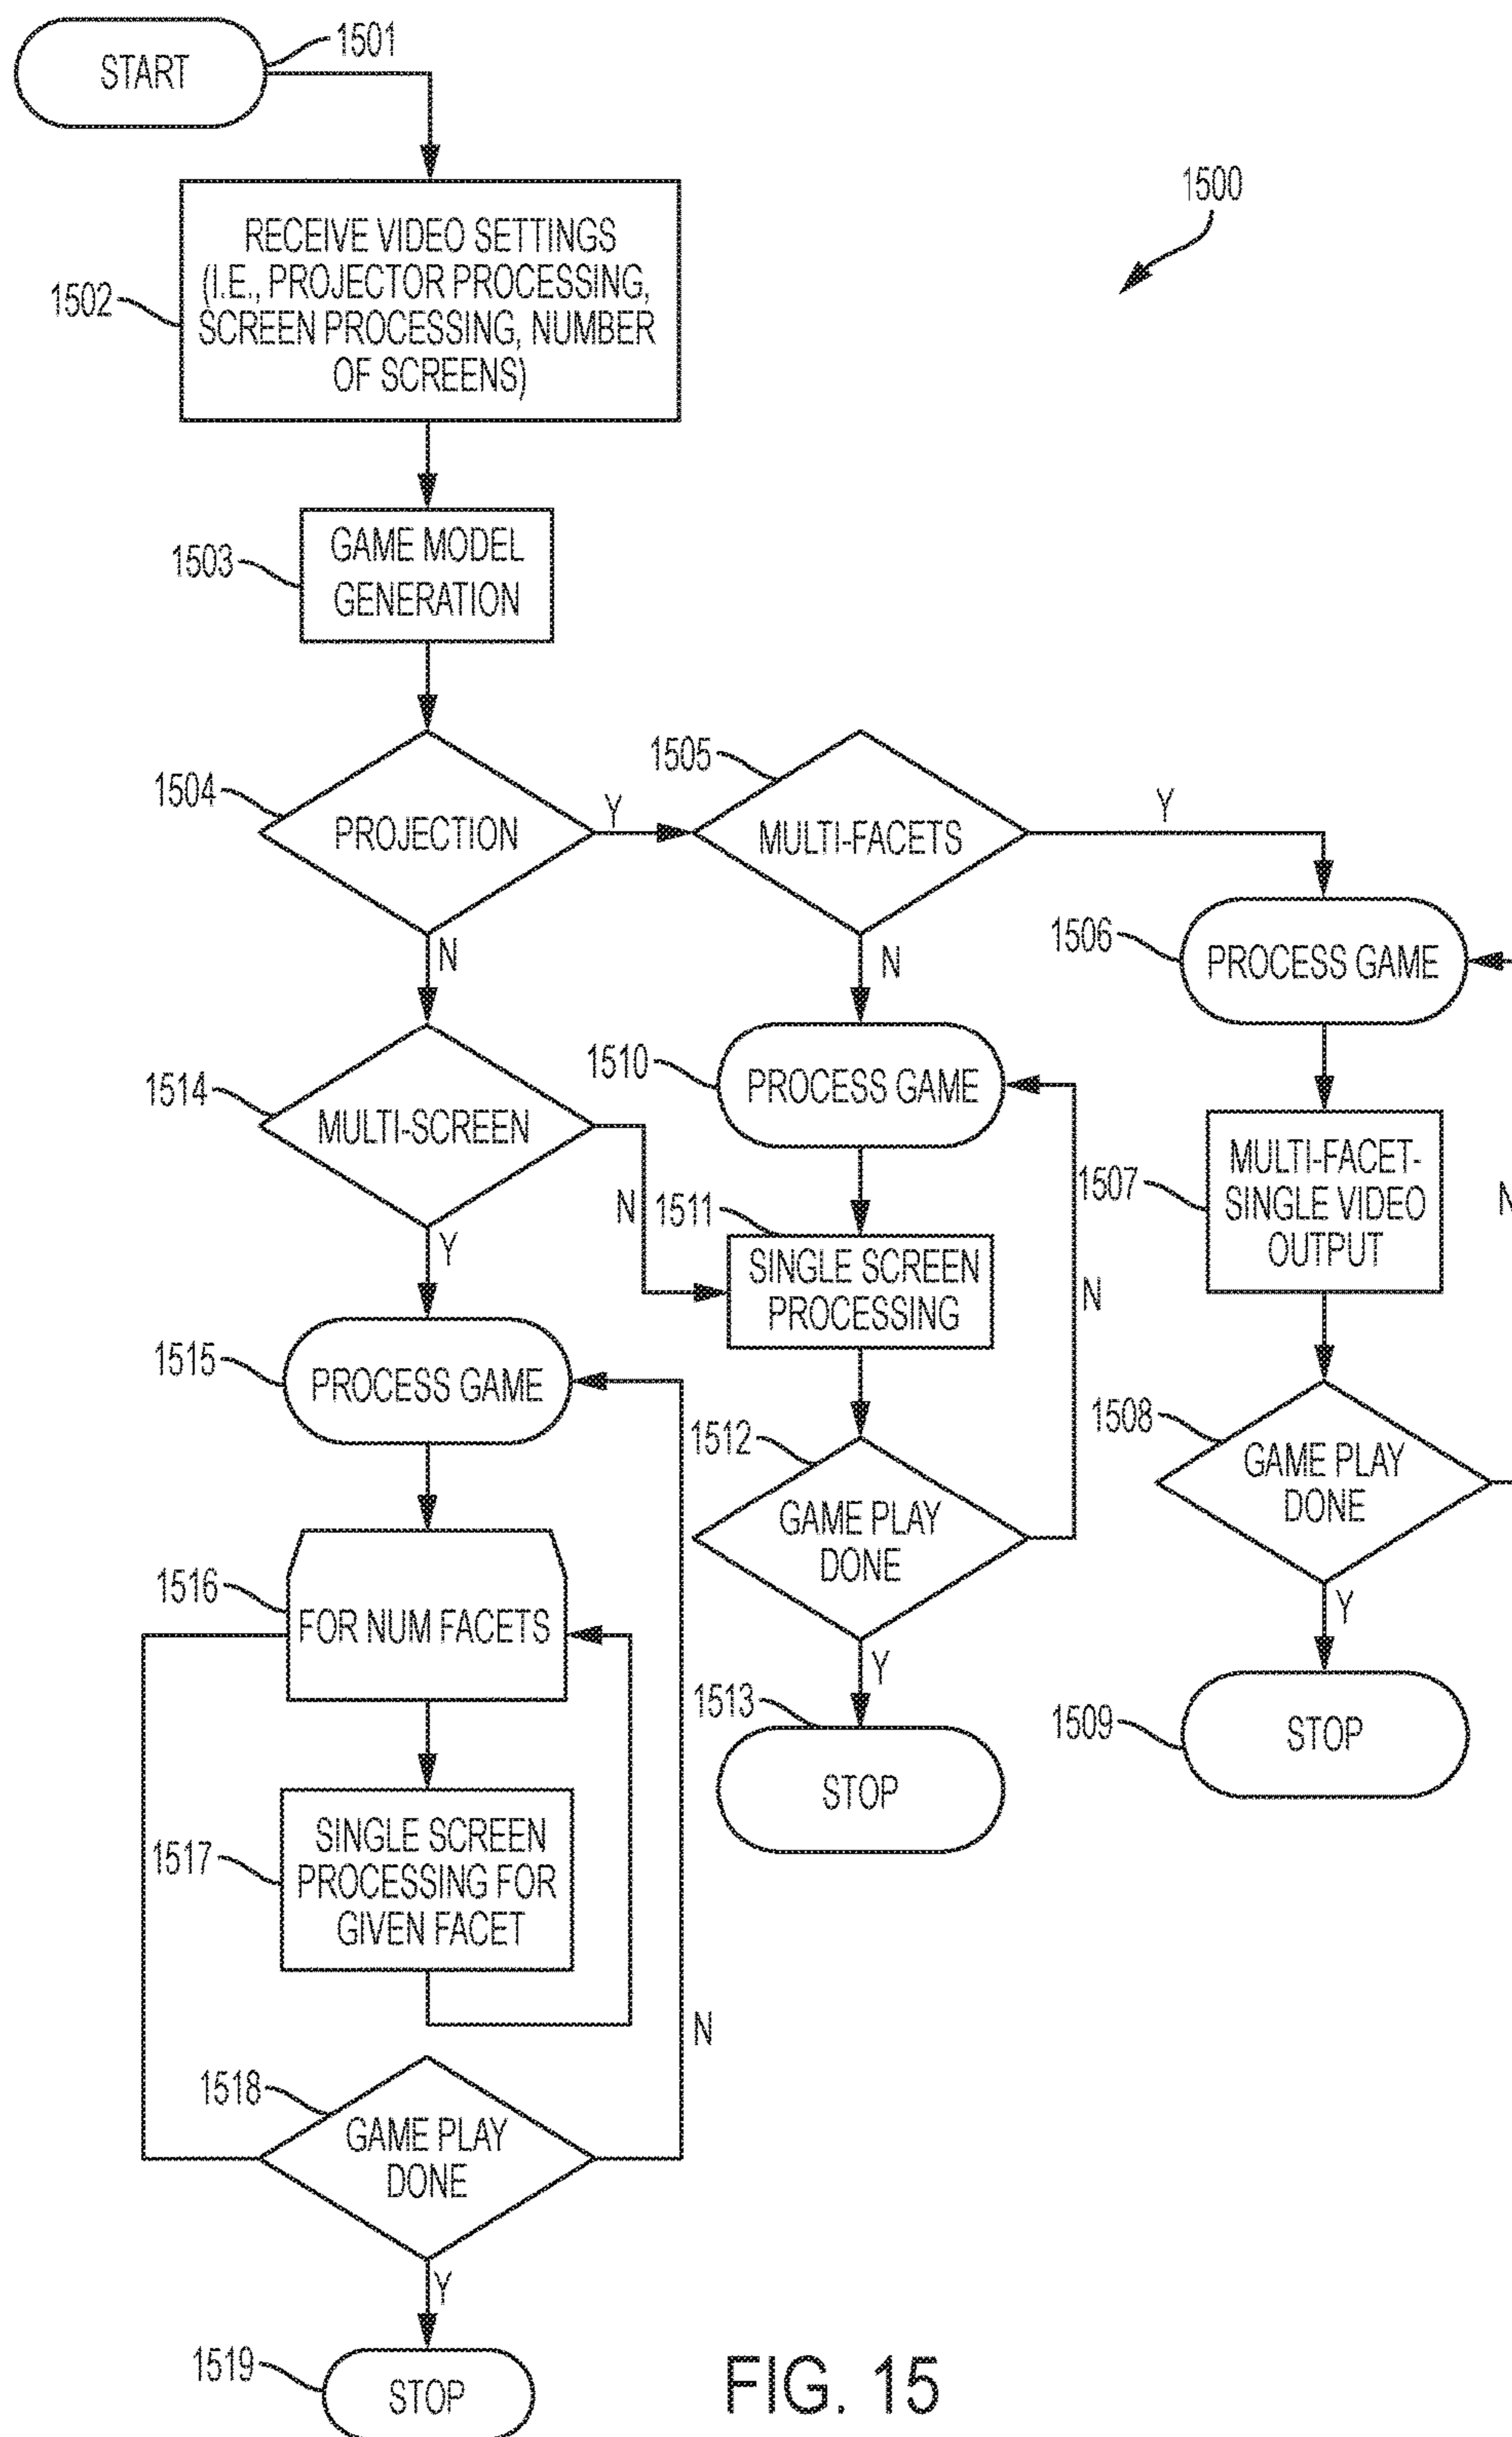 START
1501
1500
RECEIVE VIDEO SETTINGS
(I.E., PROJECTOR PROCESSING,
SCREEN PROCESSING, NUMBER
OF SCREENS)
1502
GAME MODEL
GENERATION
1503
1504
PROJECTION
Y
N
1505
MULTI-FACETS
Y
N
1506
PROCESS GAME
1507
MULTI-FACET-
SINGLE VIDEO
OUTPUT
N
1508
GAME PLAY
DONE
Y
1509
STOP
1510
PROCESS GAME
1511
SINGLE SCREEN
PROCESSING
N
1512
GAME PLAY
DONE
Y
1513
STOP
1514
MULTI-SCREEN
N
Y
1515
PROCESS GAME
1516
FOR NUM FACETS
1517
SINGLE SCREEN
PROCESSING FOR
GIVEN FACET
N
1518
GAME PLAY
DONE
Y
1519
STOP
FIG. 15